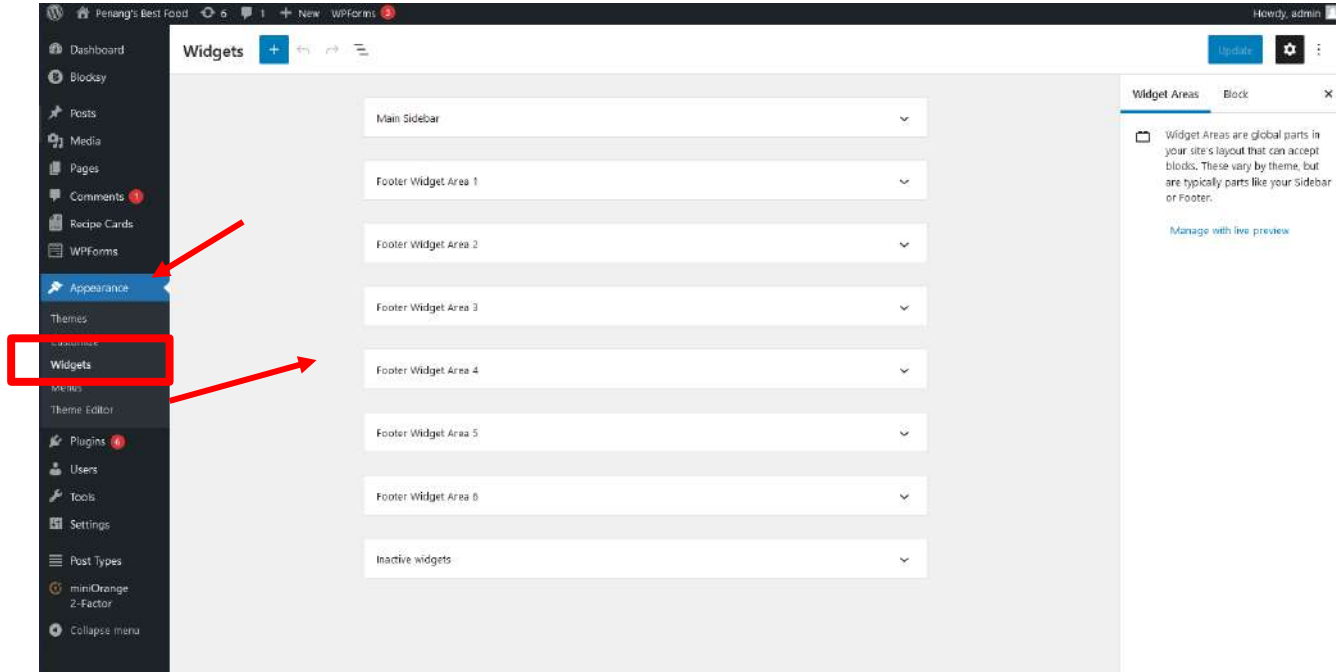 Penang's Best Food 6 1 + New WPForms 3
Howdy, admin
Dashboard
Blocksy
Posts
Media
Pages
Comments 1
Recipe Cards
WPForms
Appearance
Themes
Customize
Widgets
Menus
Theme Editor
Plugins 6
Users
Tools
Settings
Post Types
miniOrange
2-Factor
Collapse menu
Widgets
Update
Main Sidebar
Footer Widget Area 1
Footer Widget Area 2
Footer Widget Area 3
Footer Widget Area 4
Footer Widget Area 5
Footer Widget Area 6
Inactive widgets
Widget Areas Block
Widget Areas are global parts in
your site's layout that can accept
blocks. These vary by theme, but
are typically parts like your Sidebar
or Footer.
Manage with live preview